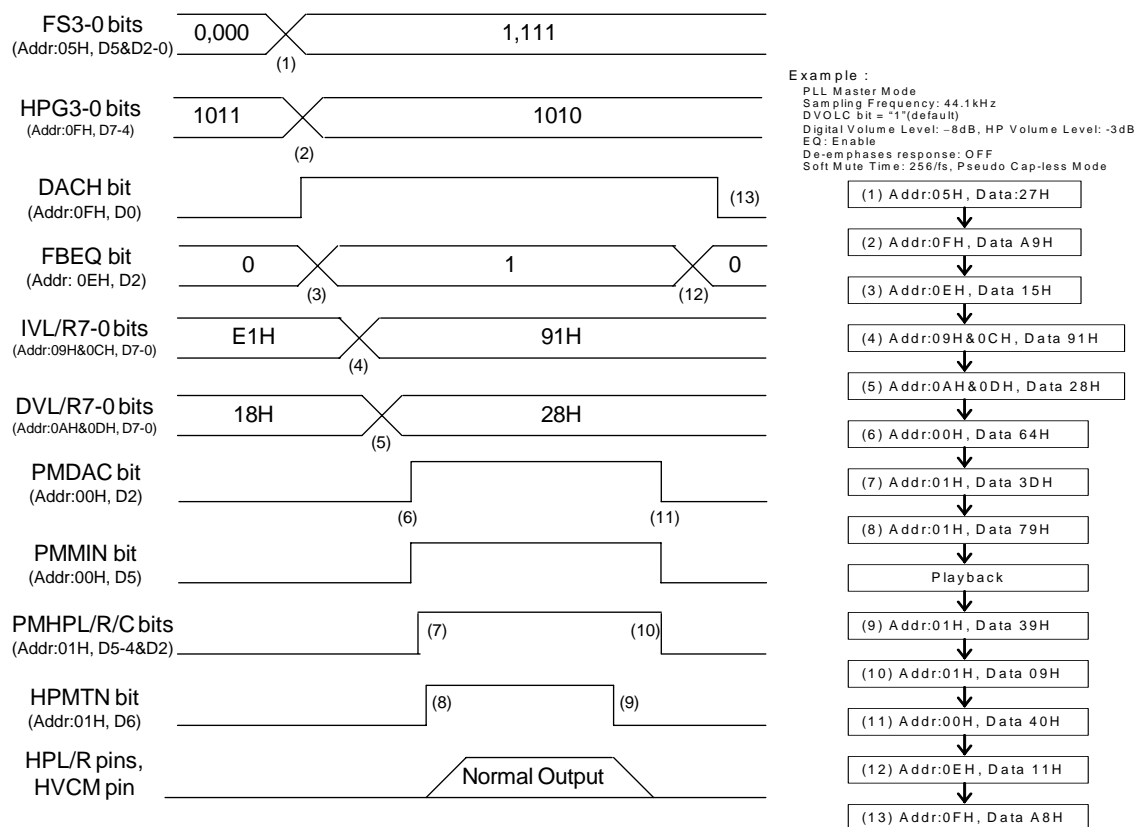 FS3-0 bits
(Addr:05H, D5&D2-0)
0,000
1,111
(1)
HPG3-0 bits
(Addr:0FH, D7-4)
1011
1010
(2)
DACH bit
(Addr:0FH, D0)
(13)
FBEQ bit
(Addr: 0EH, D2)
0
1
0
(3)
(12)
IVL/R7-0 bits
(Addr:09H&0CH, D7-0)
E1H
91H
(4)
DVL/R7-0 bits
(Addr:0AH&0DH, D7-0)
18H
28H
(5)
PMDAC bit
(Addr:00H, D2)
(6)
(11)
PMMIN bit
(Addr:00H, D5)
PMHPL/R/C bits
(Addr:01H, D5-4&D2)
(7)
(10)
HPMTN bit
(Addr:01H, D6)
(8)
(9)
HPL/R pins,
HVCM pin
Normal Output
Example :
PLL Master Mode
Sampling Frequency: 44.1kHz
DVOLC bit = “1”(default)
Digital Volume Level: –8dB, HP Volume Level: -3dB
EQ: Enable
De-emphases response: OFF
Soft Mute Time: 256/fs, Pseudo Cap-less Mode
(1) Addr:05H, Data:27H
(2) Addr:0FH, Data A9H
(3) Addr:0EH, Data 15H
(4) Addr:09H&0CH, Data 91H
(5) Addr:0AH&0DH, Data 28H
(6) Addr:00H, Data 64H
(7) Addr:01H, Data 3DH
(8) Addr:01H, Data 79H
Playback
(9) Addr:01H, Data 39H
(10) Addr:01H, Data 09H
(11) Addr:00H, Data 40H
(12) Addr:0EH, Data 11H
(13) Addr:0FH, Data A8H